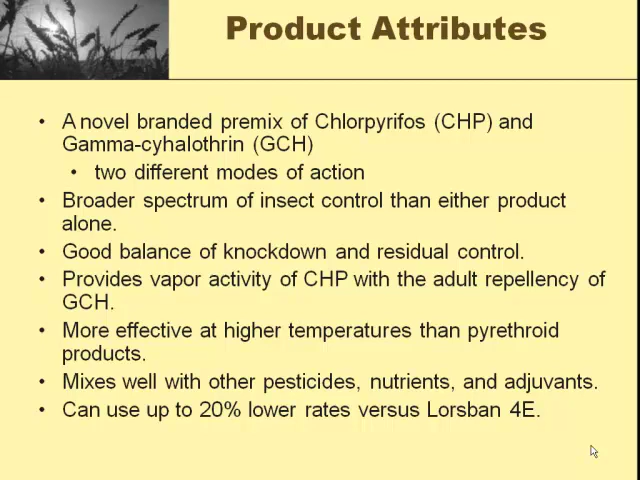 Product Attributes
• A novel branded premix of Chlorpyrifos (CHP) and
Gamma-cyhalothrin (GCH)
• two different modes of action
• Broader spectrum of insect control than either product
alone.
• Good balance of knockdown and residual control.
• Provides vapor activity of CHP with the adult repellency of
GCH.
• More effective at higher temperatures than pyrethroid
products.
• Mixes well with other pesticides, nutrients, and adjuvants.
• Can use up to 20% lower rates versus Lorsban 4E.